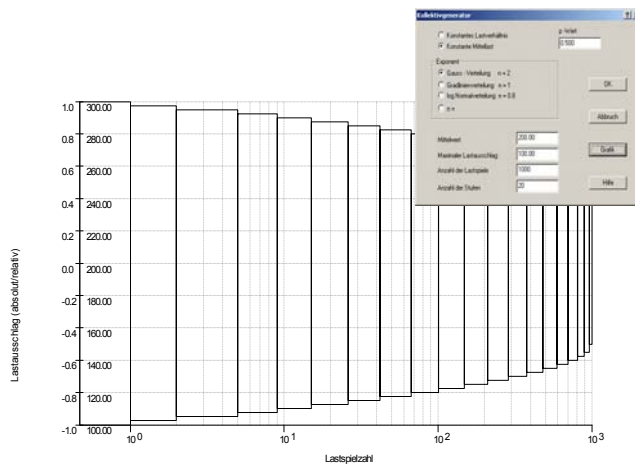 Kollektivgenerator
Konstantes Lastverhältnis
Konstante Mittellast
p -Wert
0.500
Exponent
Gauss - Verteilung n = 2
Gradlinienverteilung n = 1
log.Normalverteilung n = 0.8
n =
OK
Abbruch
Grafik
Hilfe
Mittelwert 200.00
Maximaler Lastausschlag 100.00
Anzahl der Lastspiele 1000
Anzahl der Stufen 20
1.0 300.00
0.8 280.00
0.6 260.00
0.4 240.00
0.2 220.00
0.0 200.00
-0.2 180.00
-0.4 160.00
-0.6 140.00
-0.8 120.00
-1.0 100.00
Lastausschlag (absolut/relativ)
10^0 10^1 10^2 10^3
Lastspielzahl